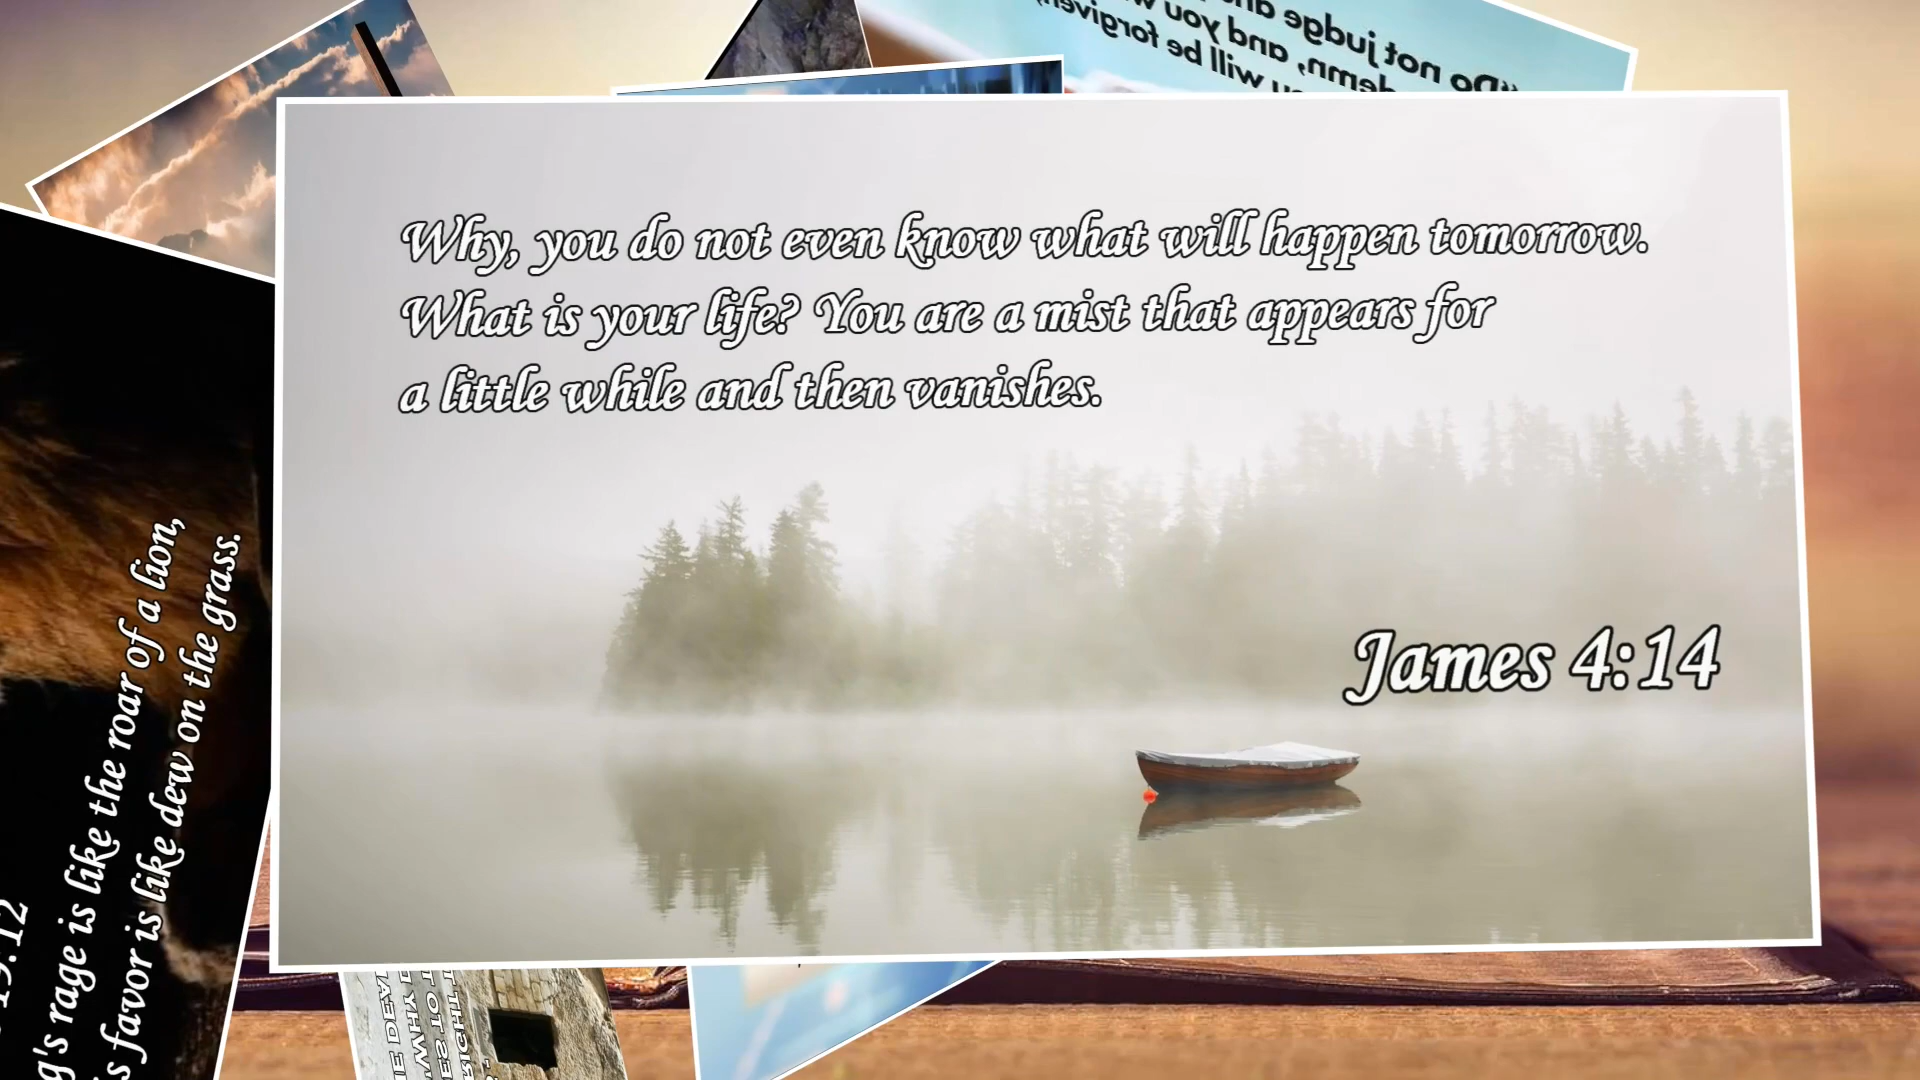 Why, you do not even know what will happen tomorrow.
What is your life? You are a mist that appears for
a little while and then vanishes.
James 4:14
"Do not judge and
and you w
will be forgiven
rage is like the roar of a lion,
favor is like dew on the grass.